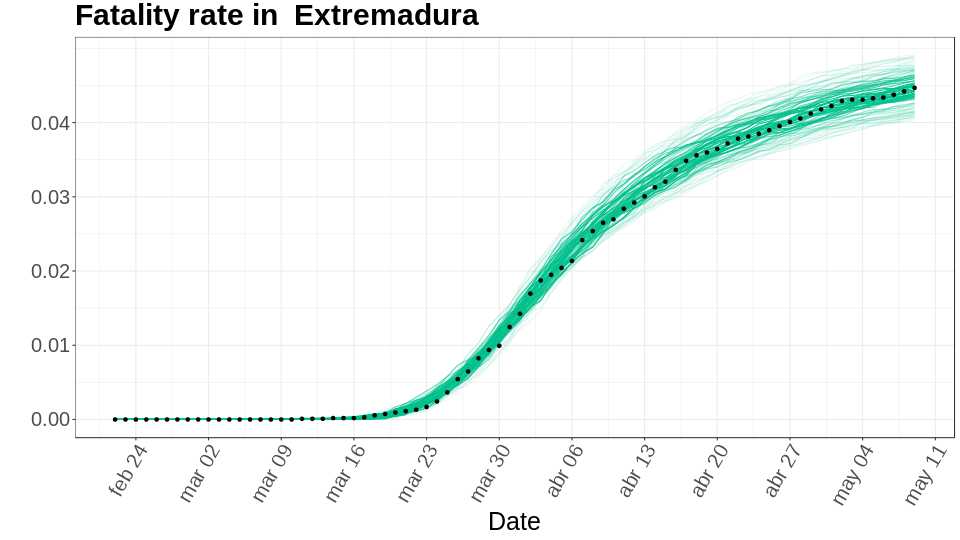 Fatality rate in  Extremadura
0.04
0.03
0.02
0.01
0.00
feb 24
mar 02
mar 09
mar 16
mar 23
mar 30
abr 06
abr 13
abr 20
abr 27
may 04
may 11
Date